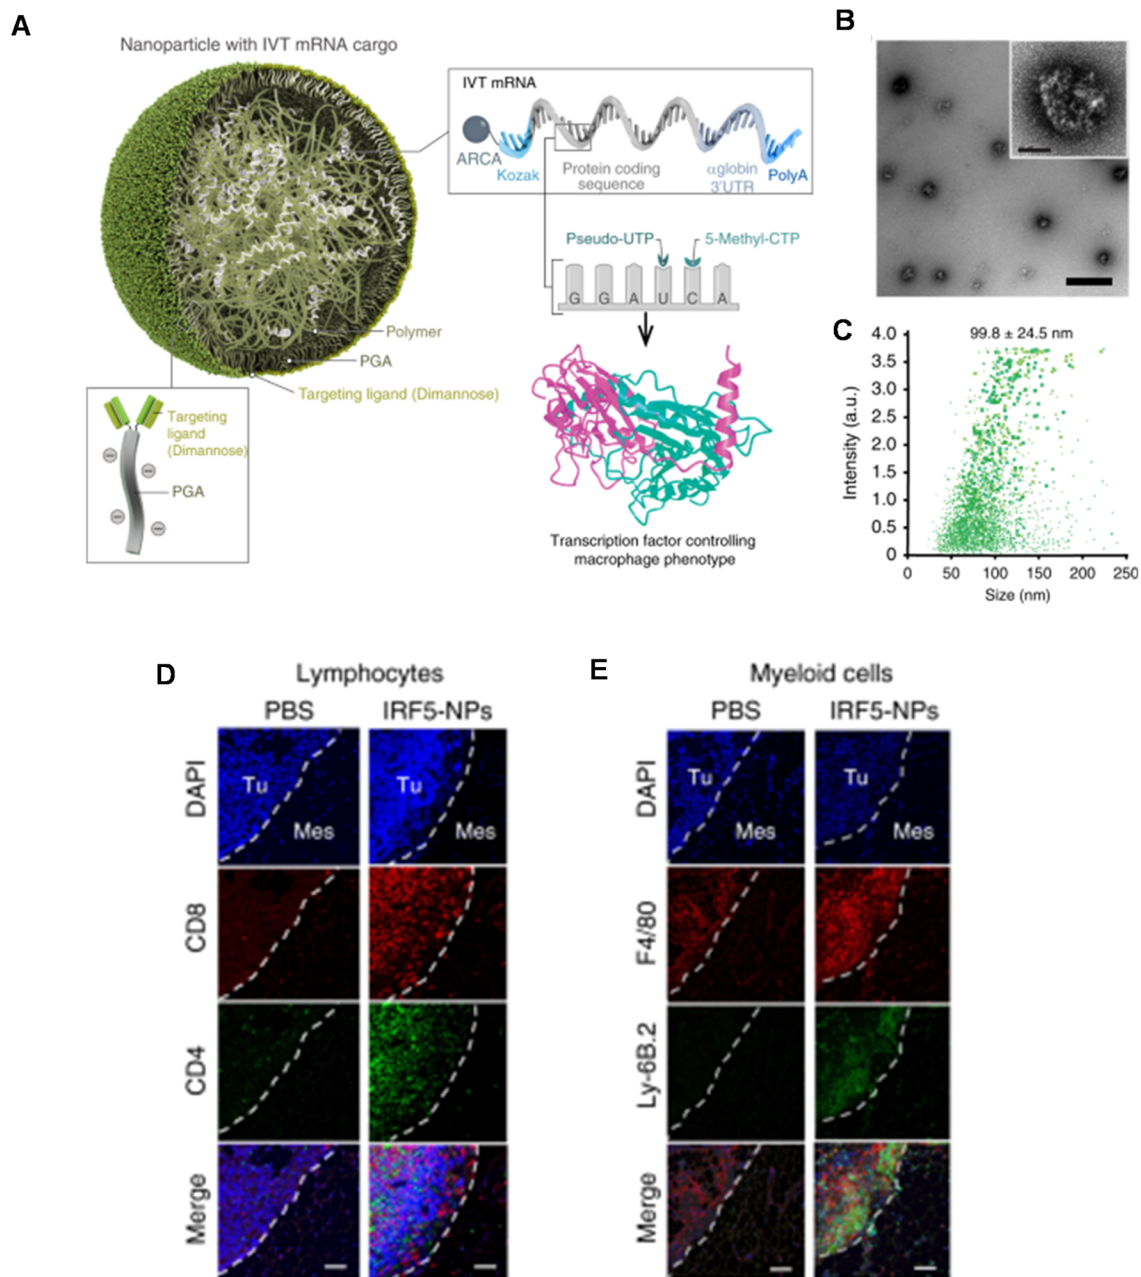 A
Nanoparticle with IVT mRNA cargo
IVT mRNA
ARCA
Kozak
Protein coding
sequence
αglobin
3'UTR
PolyA
Pseudo-UTP
5-Methyl-CTP
G G A U C A
Polymer
PGA
Targeting ligand (Dimannose)
Targeting
ligand
(Dimannose)
PGA
Transcription factor controlling
macrophage phenotype
B
C
99.8 ± 24.5 nm
Intensity (a.u.)
4.0
3.5
3.0
2.5
2.0
1.5
1.0
0.5
0
0 50 100 150 200 250
Size (nm)
D
Lymphocytes
PBS IRF5-NPs
DAPI
Tu
Mes
Tu
Mes
CD8
CD4
Merge
E
Myeloid cells
PBS IRF5-NPs
DAPI
Tu
Mes
Tu
Mes
F4/80
Ly-6B.2
Merge